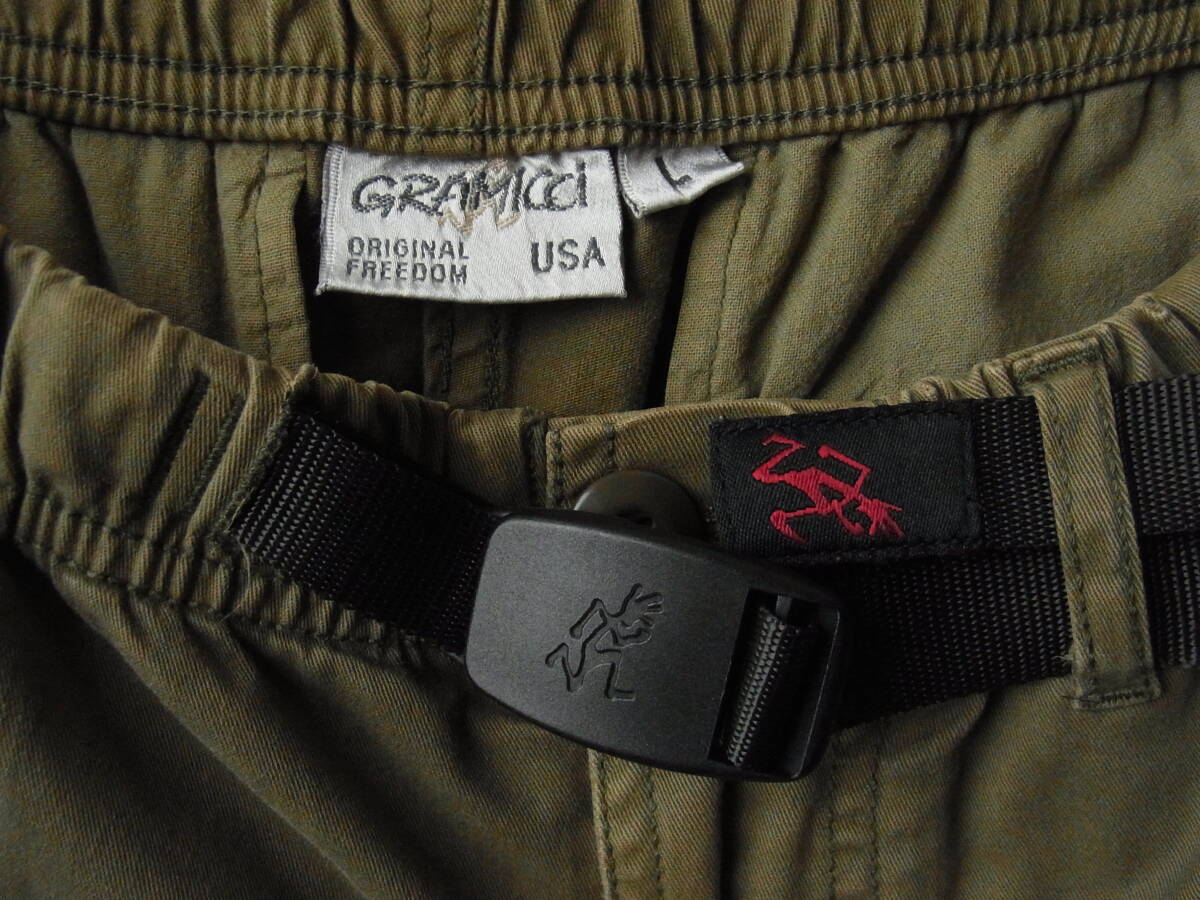 GRAMICCi
ORIGINAL
FREEDOM
USA
L